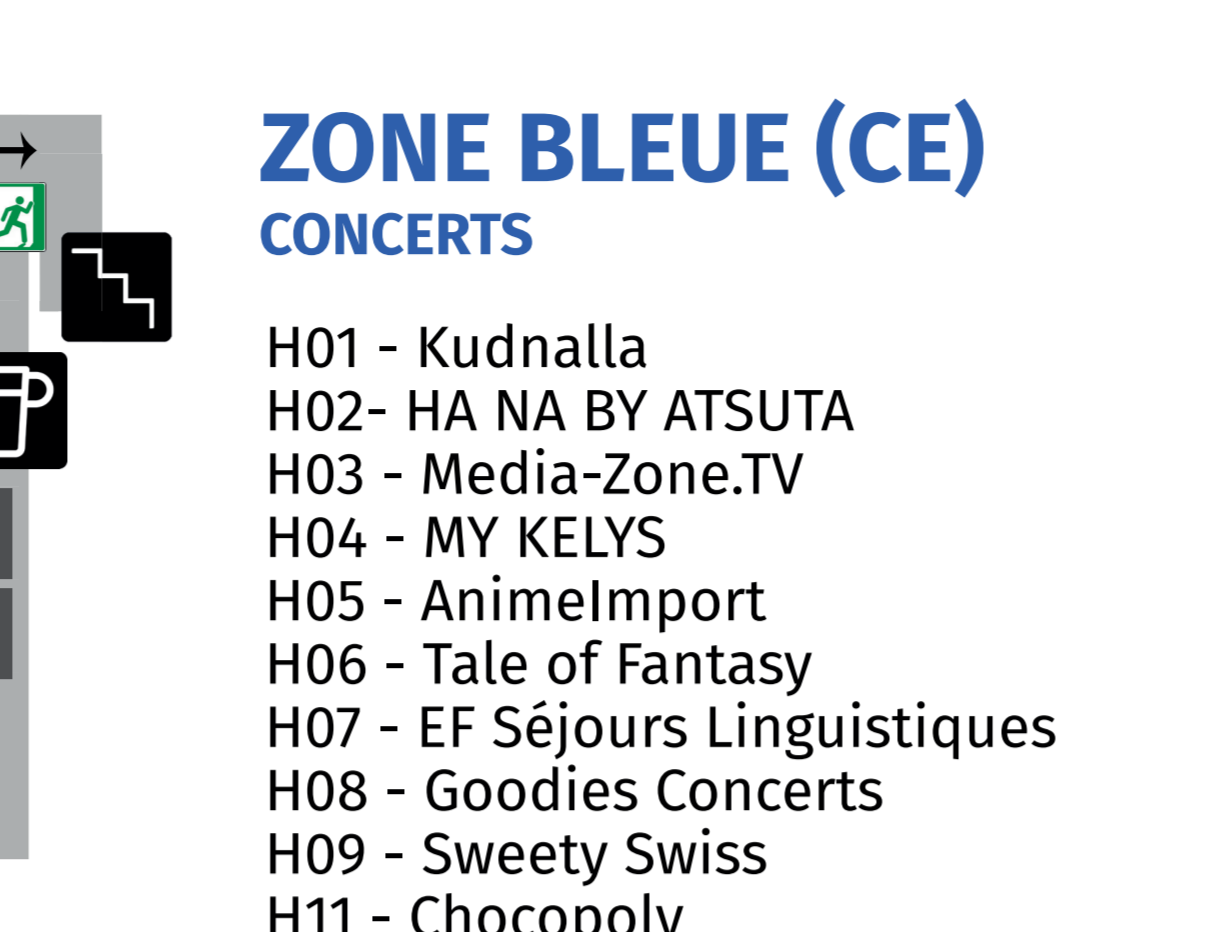 ZONE BLEUE (CE)
CONCERTS
H01 - Kudnalla
H02- HA NA BY ATSUTA
H03 - Media-Zone.TV
H04 - MY KELYS
H05 - AnimeImport
H06 - Tale of Fantasy
H07 - EF Séjours Linguistiques
H08 - Goodies Concerts
H09 - Sweety Swiss
H11 - Chocopoly